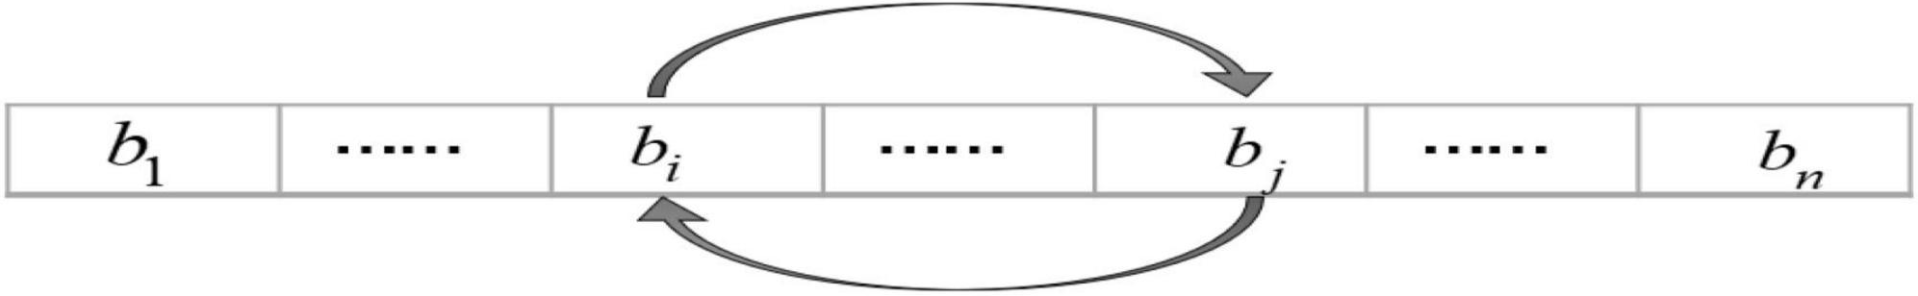 b₁ ...... bᵢ ...... bⱼ ...... bₙ